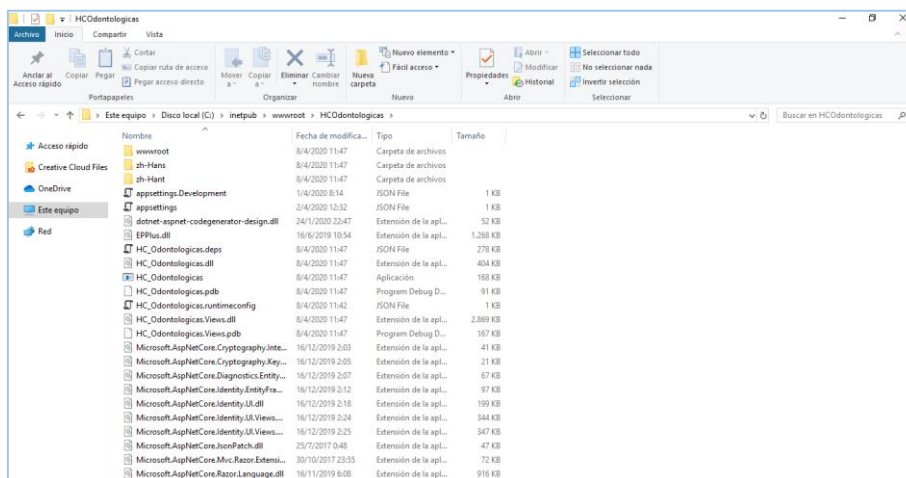 HCOdontologicas
Archivo Inicio Compartir Vista
Anclar al Acceso rápido
Copiar
Pegar
Cortar
Copiar ruta de acceso
Pegar acceso directo
Portapapeles
Mover a
Copiar a
Eliminar
Cambiar nombre
Organizar
Nueva carpeta
Nuevo elemento
Fácil acceso
Nuevo
Propiedades
Abrir
Modificar
Historial
Abrir
Seleccionar todo
No seleccionar nada
Invertir selección
Seleccionar
Este equipo > Disco local (C:) > inetpub > wwwroot > HCOdontologicas >
Buscar en HCOdontologicas
Acceso rápido
Creative Cloud Files
OneDrive
Este equipo
Red
Nombre Fecha de modifica... Tipo Tamaño
wwwroot 8/4/2020 11:47 Carpeta de archivos
zh-Hans 8/4/2020 11:47 Carpeta de archivos
zh-Hant 8/4/2020 11:47 Carpeta de archivos
appsettings.Development 1/4/2020 8:14 JSON File 1 KB
appsettings 2/4/2020 12:32 JSON File 1 KB
dotnet-aspnet-codegenerator-design.dll 24/1/2020 22:47 Extensión de la apl... 52 KB
EPPlus.dll 16/6/2019 10:54 Extensión de la apl... 1.268 KB
HC_Odontologicas.deps 8/4/2020 11:47 JSON File 278 KB
HC_Odontologicas.dll 8/4/2020 11:47 Extensión de la apl... 404 KB
HC_Odontologicas 8/4/2020 11:47 Aplicación 168 KB
HC_Odontologicas.pdb 8/4/2020 11:47 Program Debug D... 91 KB
HC_Odontologicas.runtimeconfig 8/4/2020 11:42 JSON File 1 KB
HC_Odontologicas.Views.dll 8/4/2020 11:47 Extensión de la apl... 2.869 KB
HC_Odontologicas.Views.pdb 8/4/2020 11:47 Program Debug D... 167 KB
Microsoft.AspNetCore.Cryptography.Inte... 16/12/2019 2:03 Extensión de la apl... 41 KB
Microsoft.AspNetCore.Cryptography.Key... 16/12/2019 2:05 Extensión de la apl... 21 KB
Microsoft.AspNetCore.Diagnostics.Entity... 16/12/2019 2:07 Extensión de la apl... 67 KB
Microsoft.AspNetCore.Identity.EntityFra... 16/12/2019 2:12 Extensión de la apl... 97 KB
Microsoft.AspNetCore.Identity.UI.dll 16/12/2019 2:18 Extensión de la apl... 199 KB
Microsoft.AspNetCore.Identity.UI.Views.... 16/12/2019 2:24 Extensión de la apl... 344 KB
Microsoft.AspNetCore.Identity.UI.Views.... 16/12/2019 2:25 Extensión de la apl... 347 KB
Microsoft.AspNetCore.JsonPatch.dll 25/7/2017 0:48 Extensión de la apl... 47 KB
Microsoft.AspNetCore.Mvc.Razor.Extensi... 30/10/2017 23:55 Extensión de la apl... 72 KB
Microsoft.AspNetCore.Razor.Language.dll 16/11/2019 6:08 Extensión de la apl... 916 KB